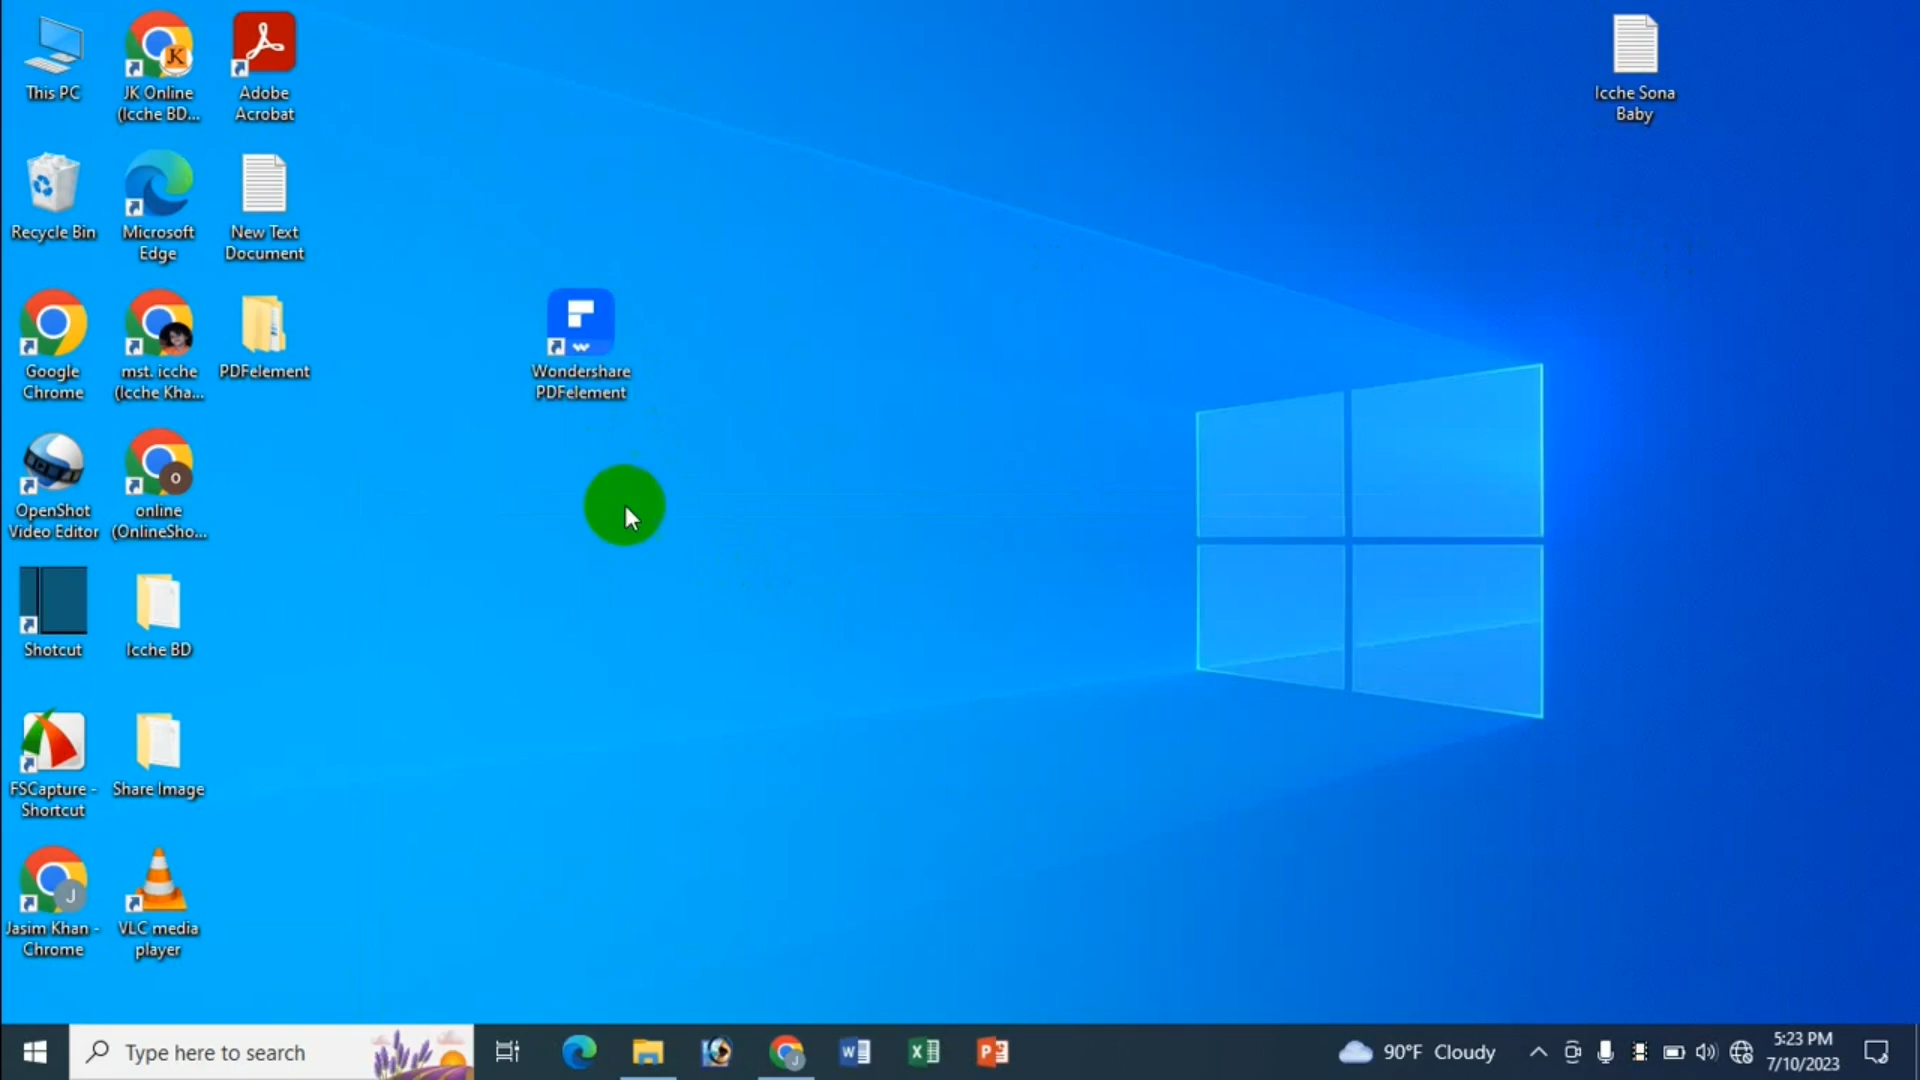 This PC
JK Online
(Icche BD...
Adobe
Acrobat
Icche Sona
Baby
Recycle Bin
Microsoft
Edge
New Text
Document
Google
Chrome
mst. icche
(Icche Kha...
PDFelement
Wondershare
PDFelement
OpenShot
Video Editor
online
(OnlineSho...
Shotcut
Icche BD
FSCapture -
Shortcut
Share Image
Jasim Khan -
Chrome
VLC media
player
Type here to search
90°F Cloudy
5:23 PM
7/10/2023